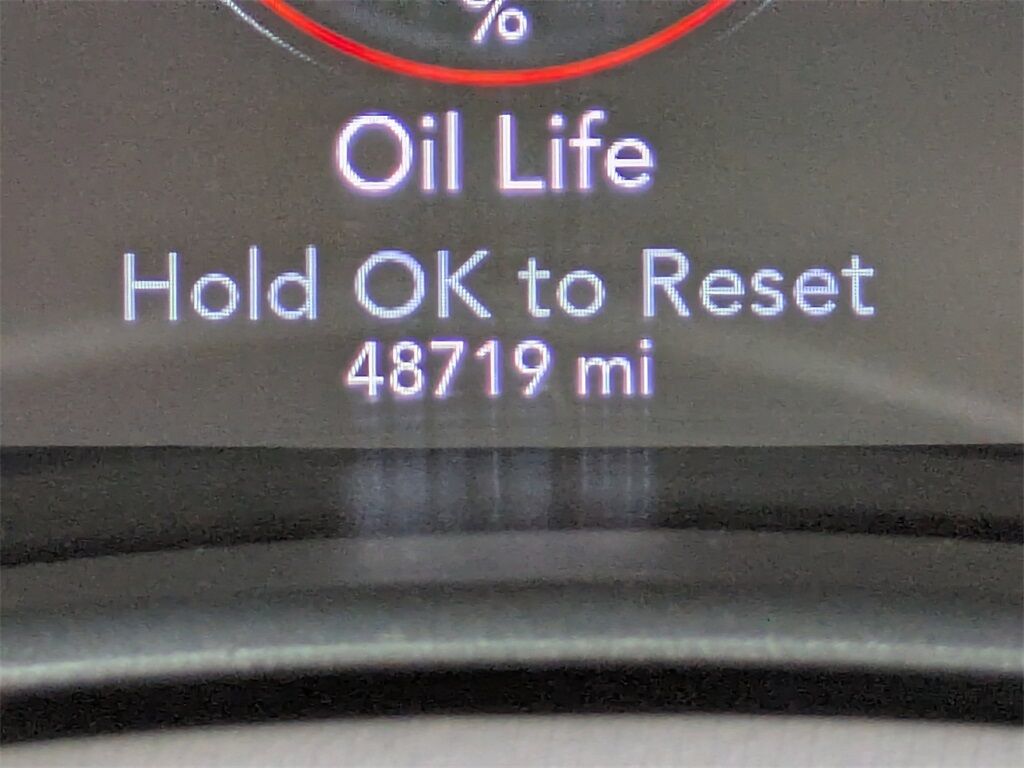 %
Oil Life
Hold OK to Reset
48719 mi